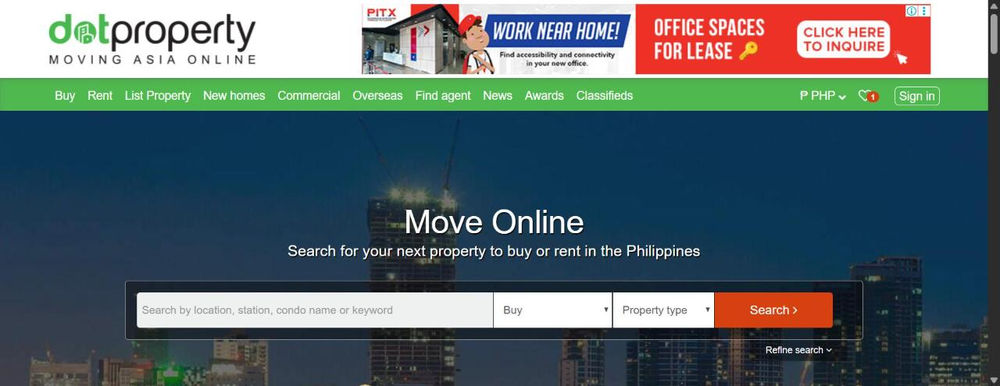 dotproperty
MOVING ASIA ONLINE
PITX
WORK NEAR HOME!
Find accessibility and connectivity
in your new office.
OFFICE SPACES
FOR LEASE
CLICK HERE
TO INQUIRE
Buy Rent List Property New homes Commercial Overseas Find agent News Awards Classifieds ₱ PHP 1 Sign in
Move Online
Search for your next property to buy or rent in the Philippines
Search by location, station, condo name or keyword Buy Property type Search
Refine search